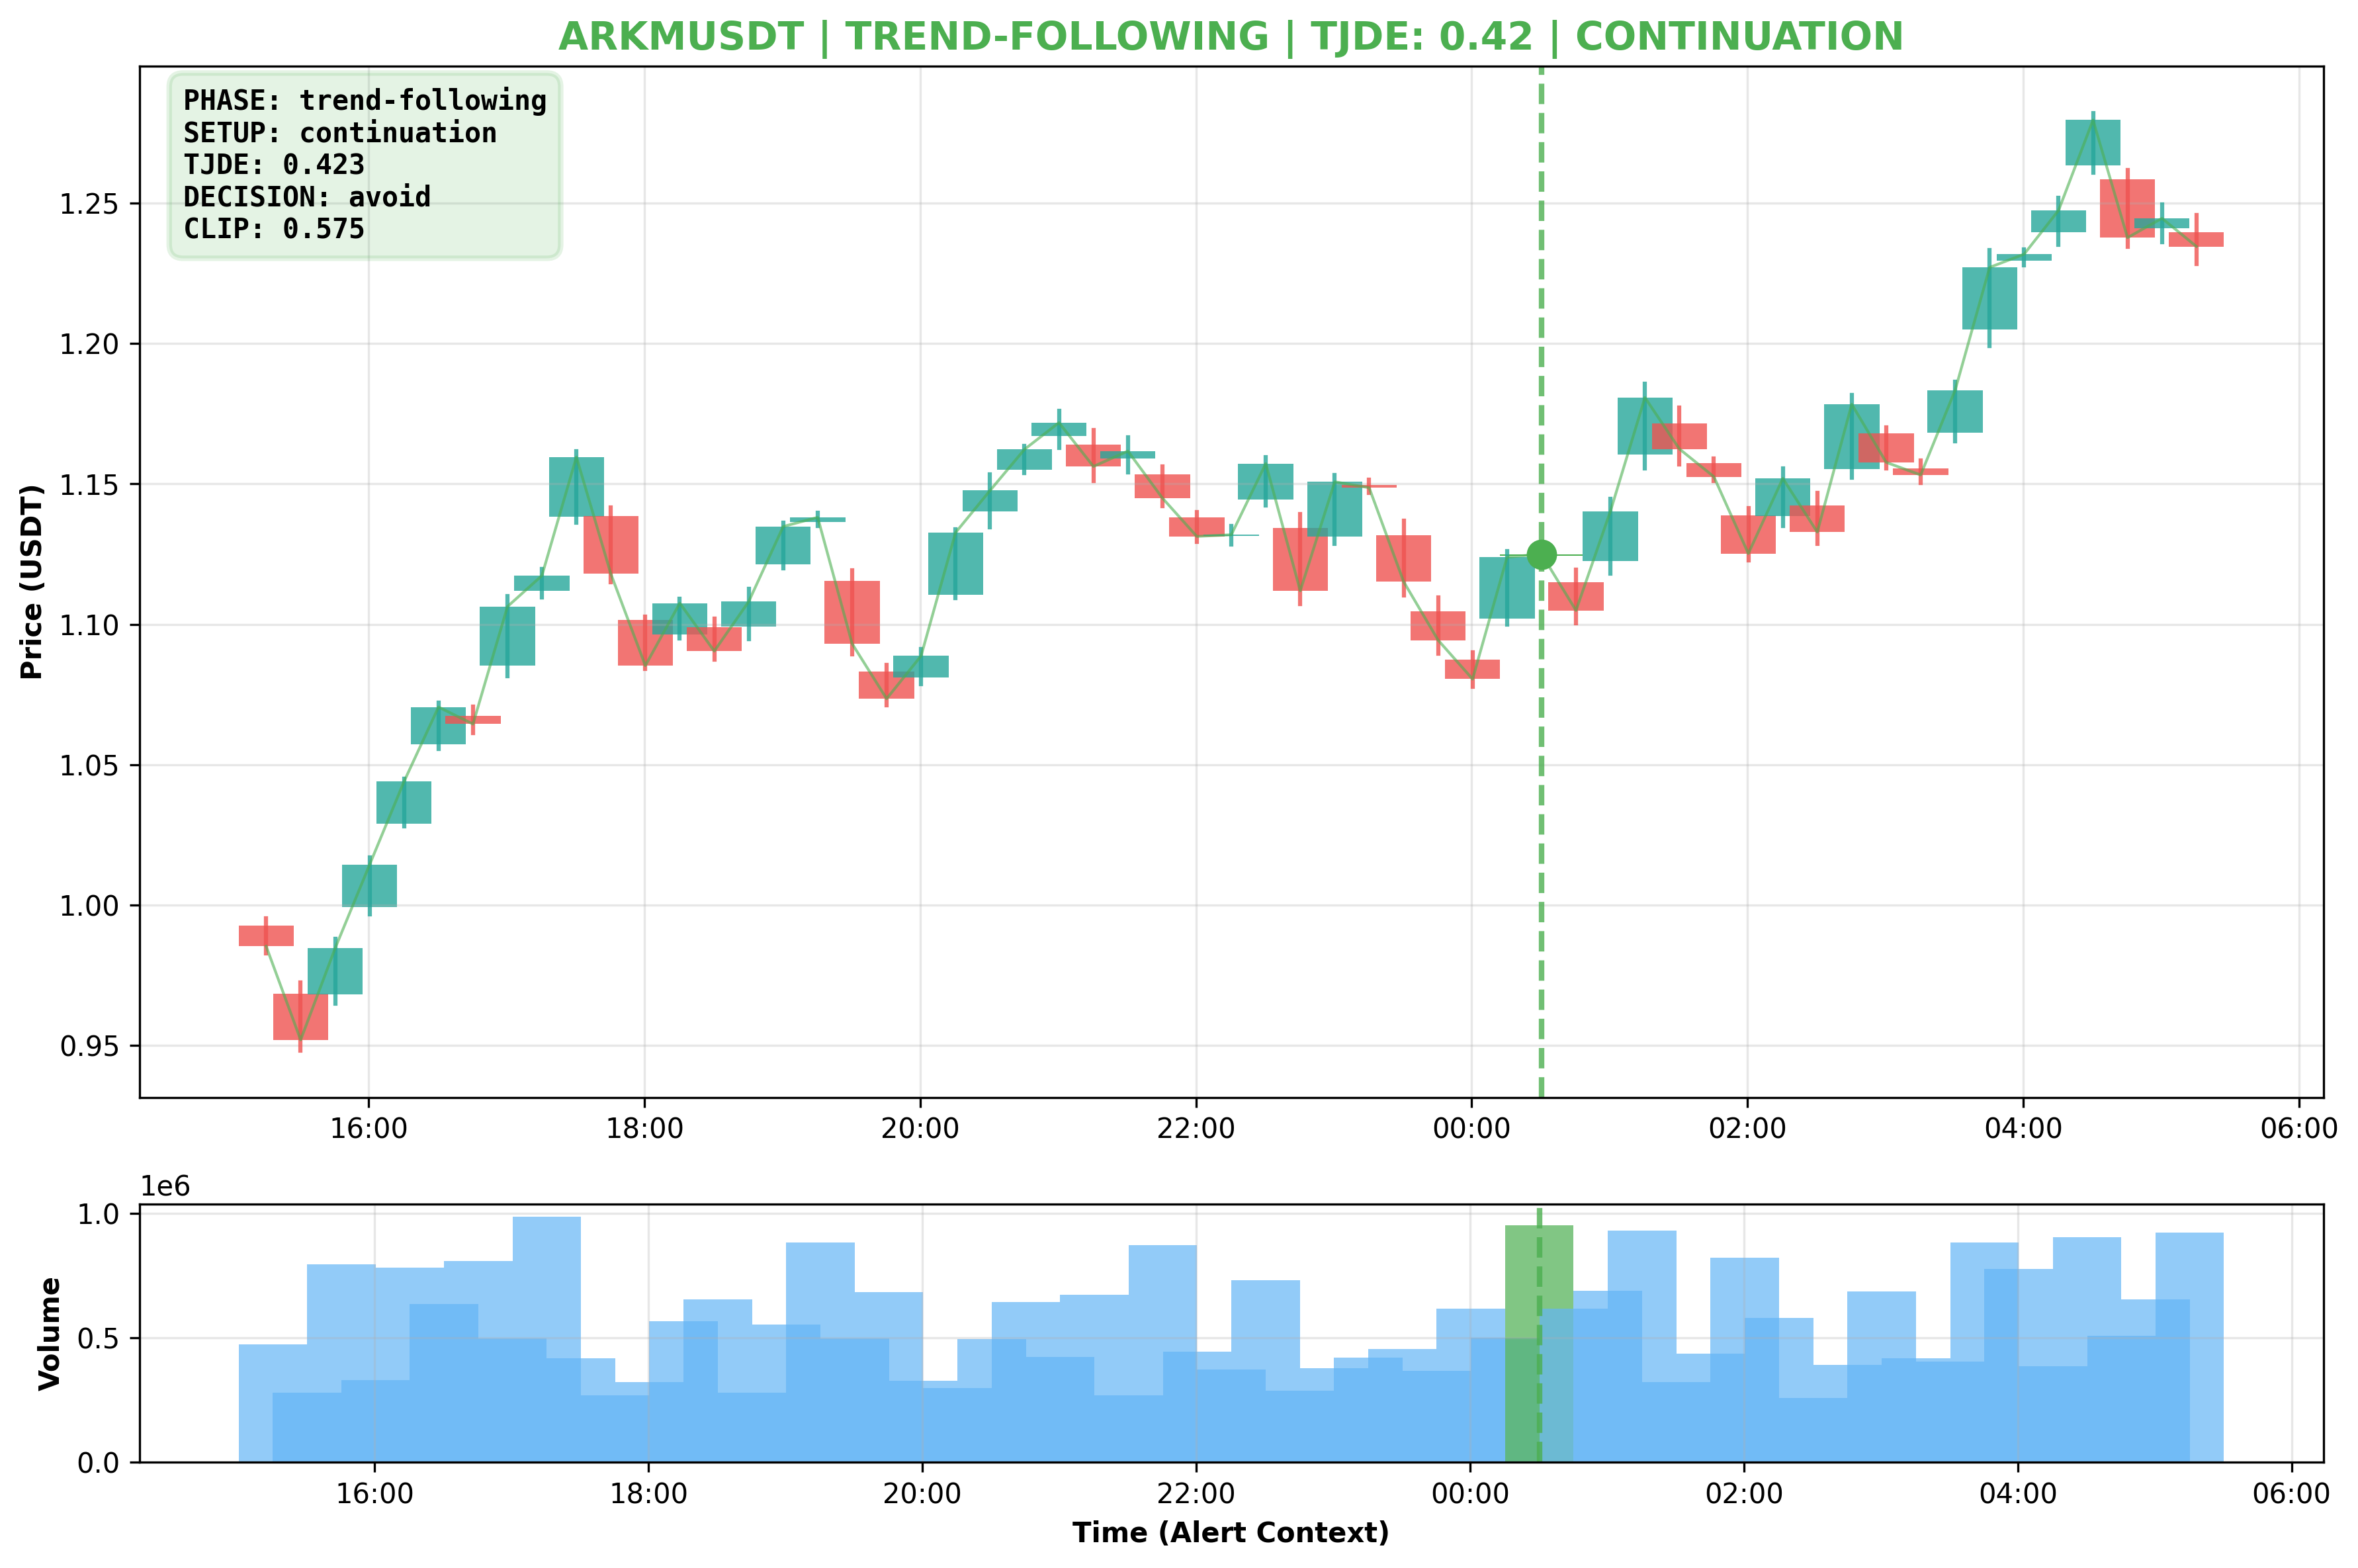 ARKMUSDT | TREND-FOLLOWING | TJDE: 0.42 | CONTINUATION
PHASE: trend-following
SETUP: continuation
TJDE: 0.423
DECISION: avoid
CLIP: 0.575
Price (USDT)
1.25
1.20
1.15
1.10
1.05
1.00
0.95
16:00 18:00 20:00 22:00 00:00 02:00 04:00 06:00
1e6
Volume
1.0
0.5
0.0
16:00 18:00 20:00 22:00 00:00 02:00 04:00 06:00
Time (Alert Context)